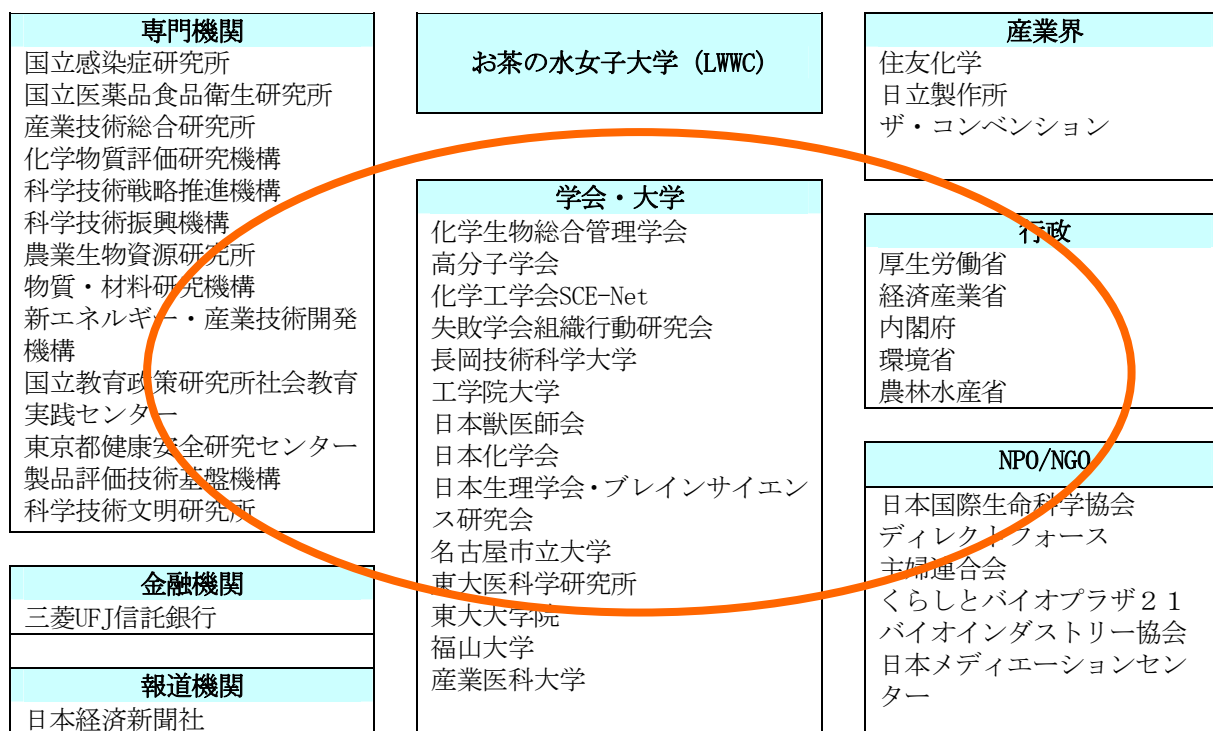 専門機関
国立感染症研究所
国立医薬品食品衛生研究所
産業技術総合研究所
化学物質評価研究機構
科学技術戦略推進機構
科学技術振興機構
農業生物資源研究所
物質・材料研究機構
新エネルギー・産業技術開発
機構
国立教育政策研究所社会教育
実践センター
東京都健康安全研究センター
製品評価技術基盤機構
科学技術文明研究所
金融機関
三菱UFJ信託銀行
報道機関
日本経済新聞社
お茶の水女子大学 (LWWC)
学会・大学
化学生物総合管理学会
高分子学会
化学工学会SCE-Net
失敗学会組織行動研究会
長岡技術科学大学
工学院大学
日本獣医師会
日本化学会
日本生理学会・ブレインサイエン
ス研究会
名古屋市立大学
東大医科学研究所
東大大学院
福山大学
産業医科大学
産業界
住友化学
日立製作所
ザ・コンベンション
行政
厚生労働省
経済産業省
内閣府
環境省
農林水産省
NPO/NGO
日本国際生命科学協会
ディレクトフォース
主婦連合会
くらしとバイオプラザ２１
バイオインダストリー協会
日本メディエーションセン
ター